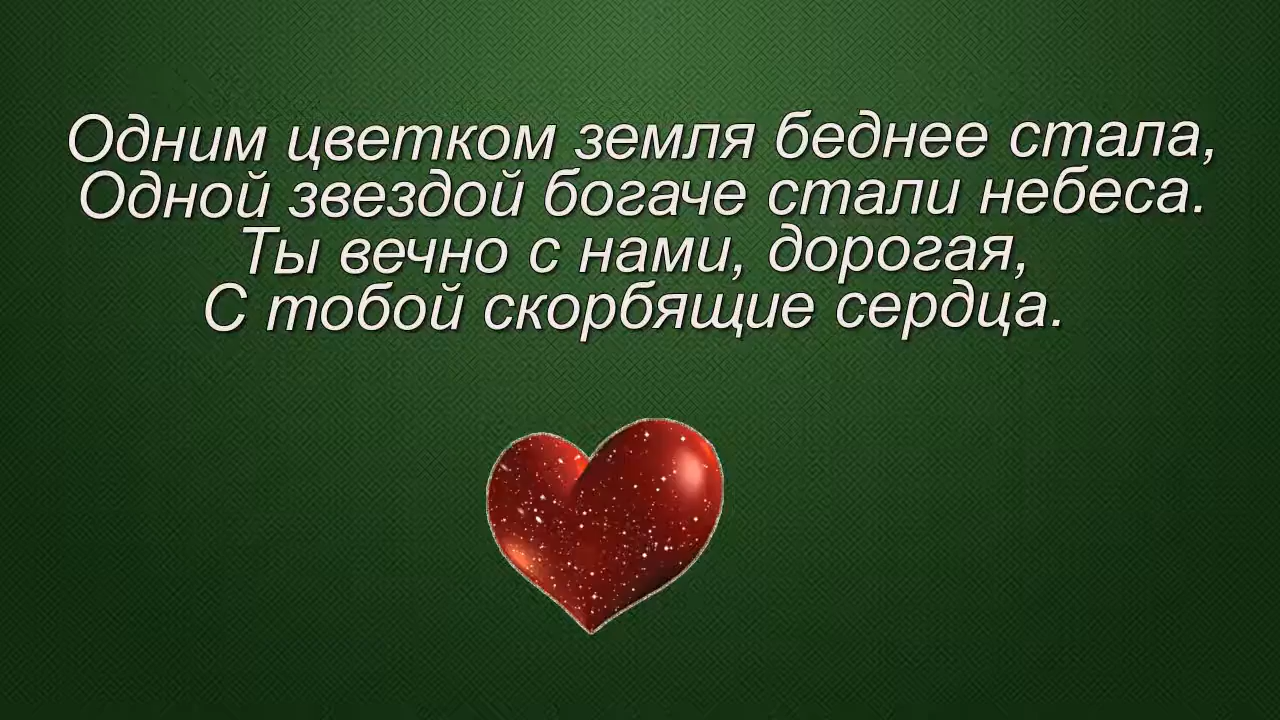 Одним цветком земля беднее стала,
Одной звездой богаче стали небеса.
Ты вечно с нами, дорогая,
С тобой скорбящие сердца.